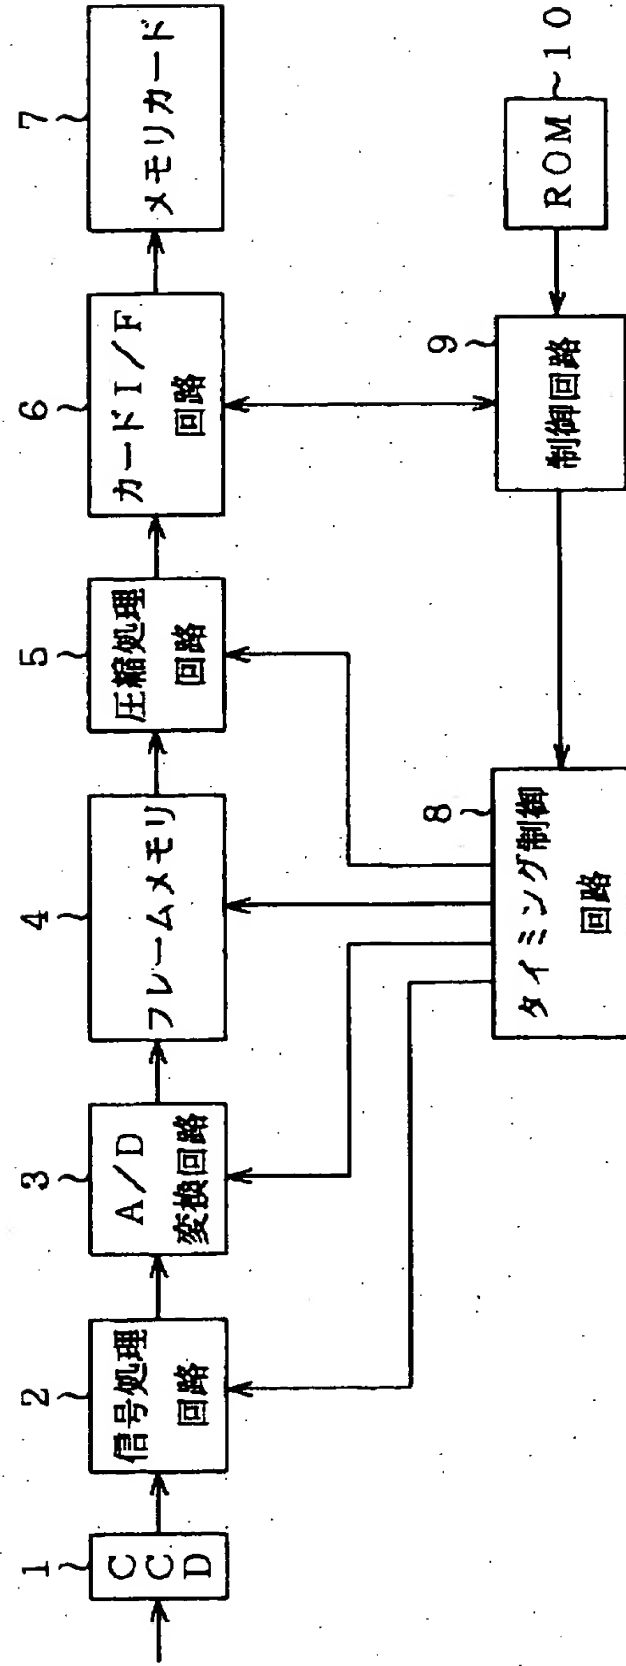 1
CCD
2
信号処理
回路
3
A/D
変換回路
4
フレームメモリ
5
圧縮処理
回路
6
カードI/F
回路
7
メモリカード
8
タイミング制御
回路
9
制御回路
ROM
10